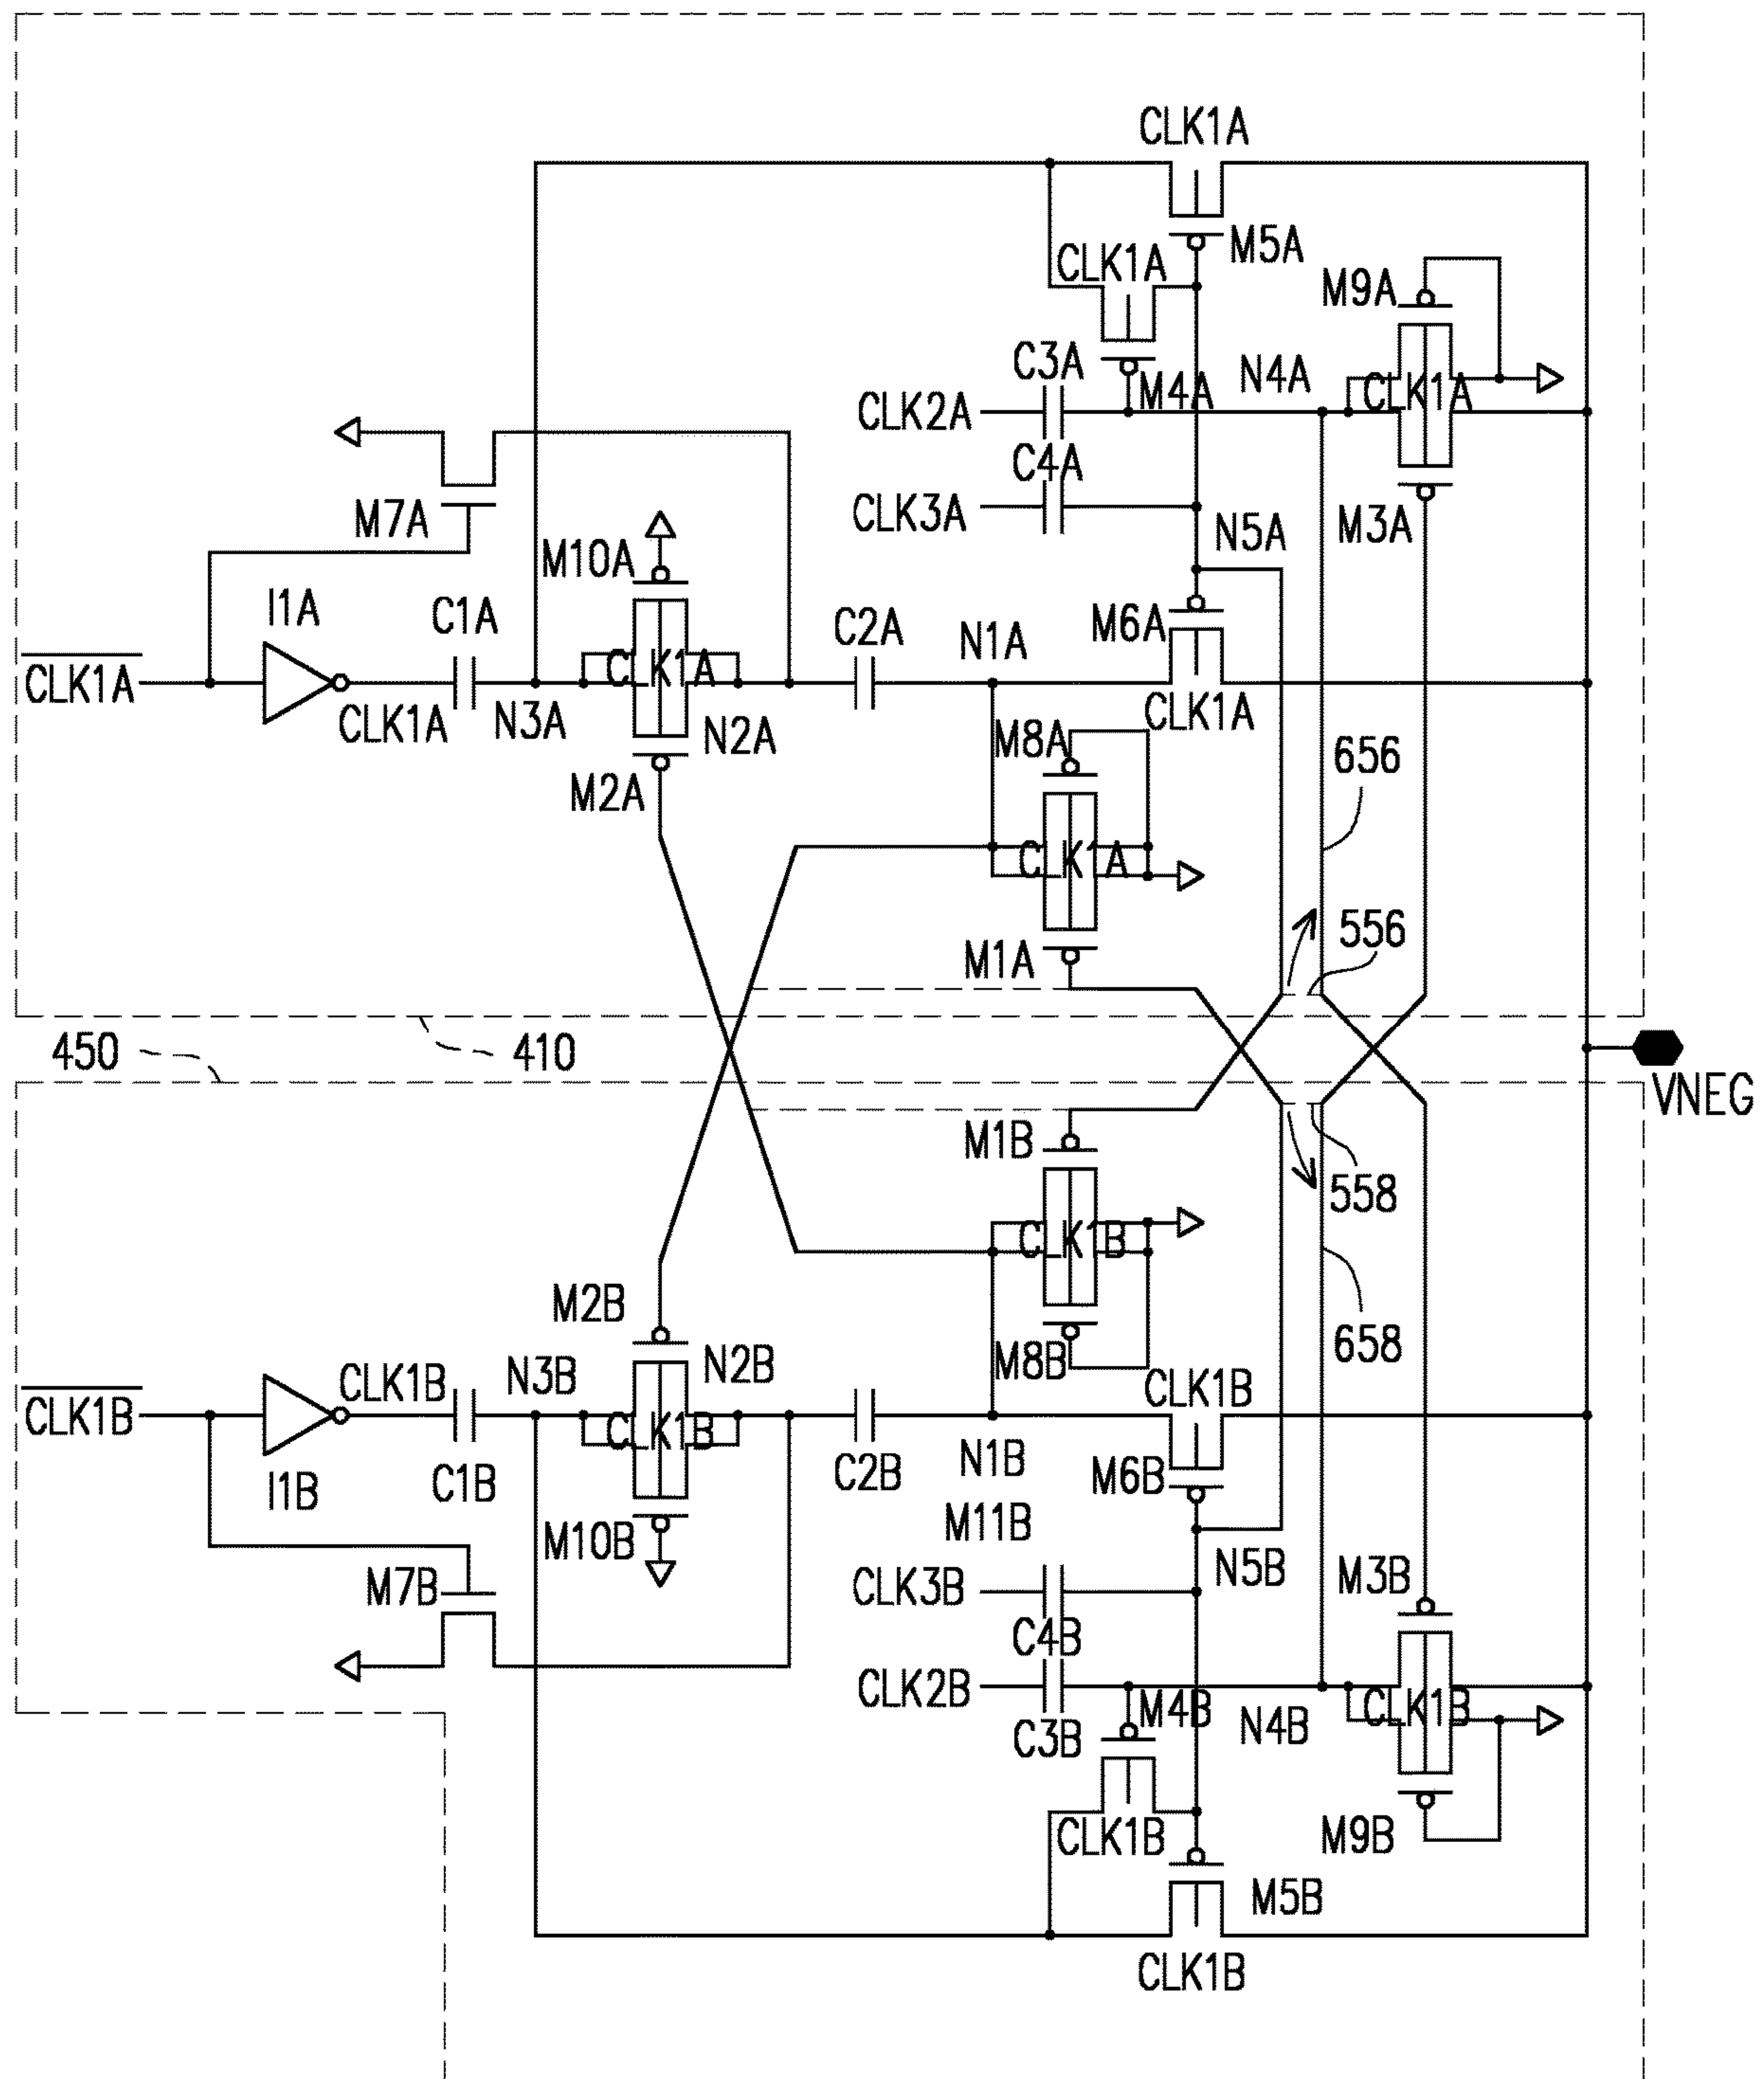 CLK1A
CLK1A
M5A
M9A
C3A
M4A
N4A
CLK1A
CLK2A
C4A
CLK3A
M7A
N5A
M3A
M10A
I1A
C1A
C2A
N1A
M6A
CLK1A
CLK1A
CLK1A
N3A
N2A
CLK1A
M8A
656
M2A
CLK1A
M1A
556
450
410
VNEG
M1B
558
CLK1B
M2B
658
M8B
CLK1B
N3B
N2B
CLK1B
CLK1B
CLK1B
I1B
C1B
C2B
N1B
M6B
M10B
M11B
M7B
CLK3B
N5B
M3B
C4B
CLK2B
M4B
CLK1B
C3B
N4B
CLK1B
M9B
M5B
CLK1B